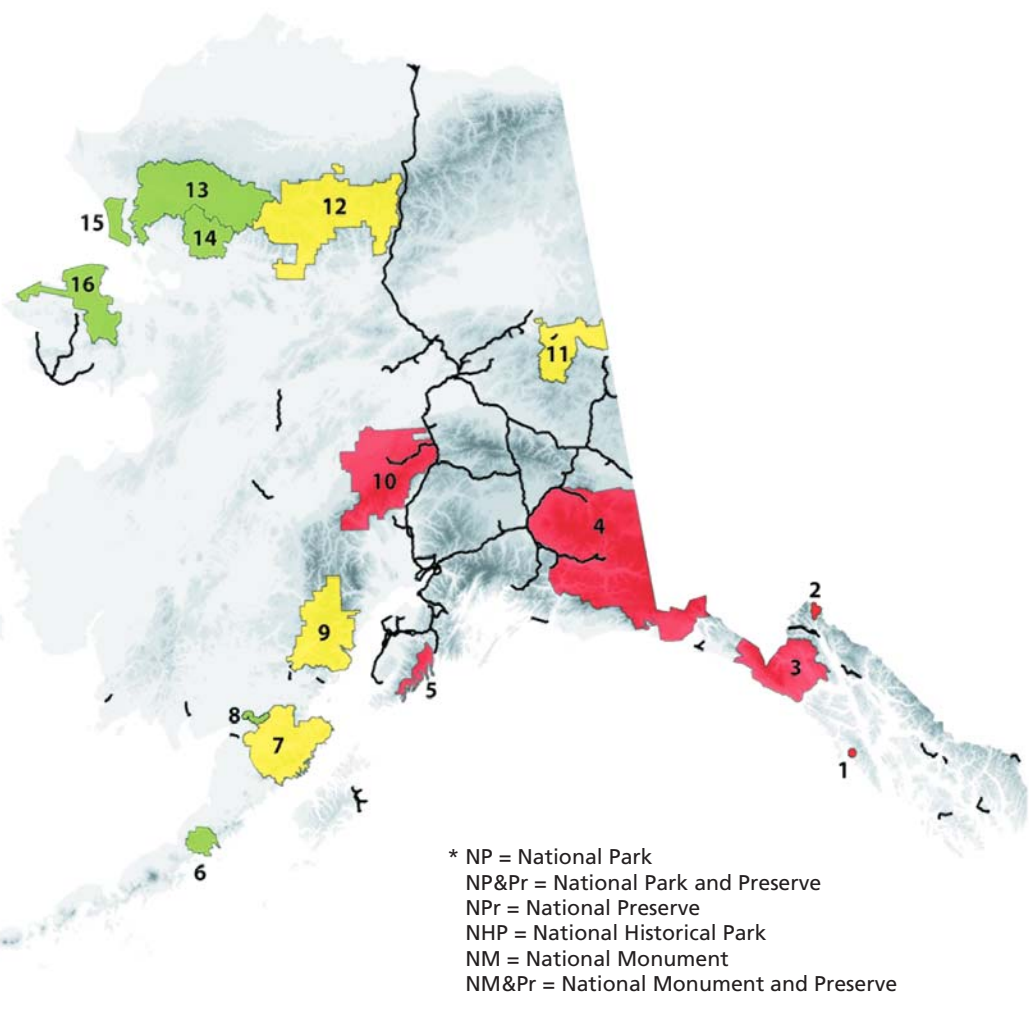 13
12
15
14
16
11
10
4
2
9
3
5
8
7
1
6
* NP = National Park
NP&Pr = National Park and Preserve
NPr = National Preserve
NHP = National Historical Park
NM = National Monument
NM&Pr = National Monument and Preserve